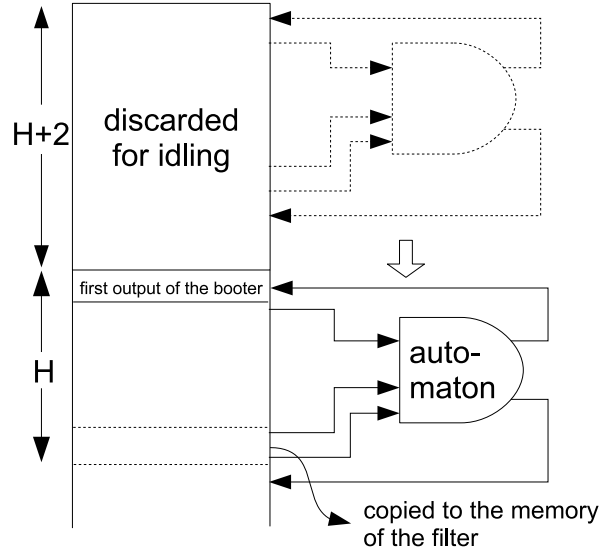 H+2
discarded
for idling
first output of the booter
H
auto-
maton
copied to the memory
of the filter